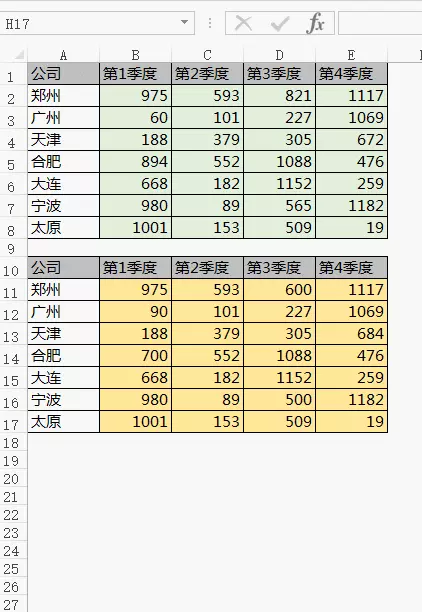 H17 fx
A B C D E
1 公司 第1季度 第2季度 第3季度 第4季度
2 郑州 975 593 821 1117
3 广州 60 101 227 1069
4 天津 188 379 305 672
5 合肥 894 552 1088 476
6 大连 668 182 1152 259
7 宁波 980 89 565 1182
8 太原 1001 153 509 19
9
10 公司 第1季度 第2季度 第3季度 第4季度
11 郑州 975 593 600 1117
12 广州 90 101 227 1069
13 天津 188 379 305 684
14 合肥 700 552 1088 476
15 大连 668 182 1152 259
16 宁波 980 89 500 1182
17 太原 1001 153 509 19
18
19
20
21
22
23
24
25
26
27